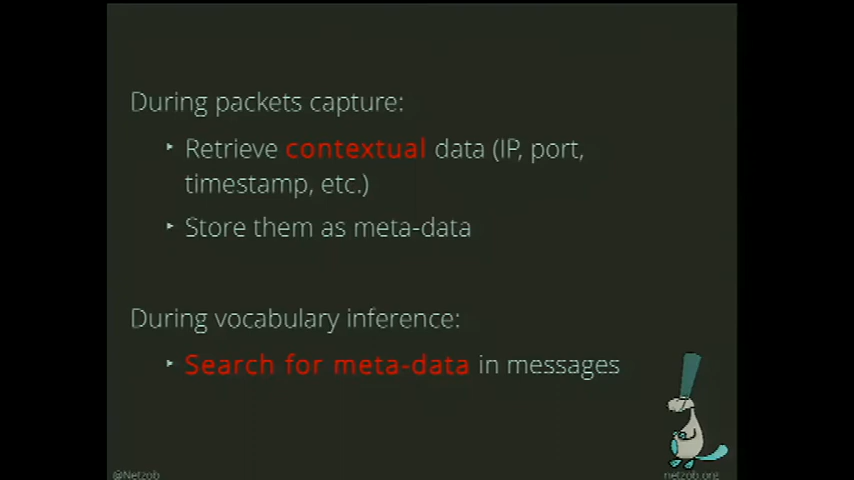 During packets capture:
‣ Retrieve contextual data (IP, port,
timestamp, etc.)
‣ Store them as meta-data
During vocabulary inference:
‣ Search for meta-data in messages
@Netzob
netzob.org